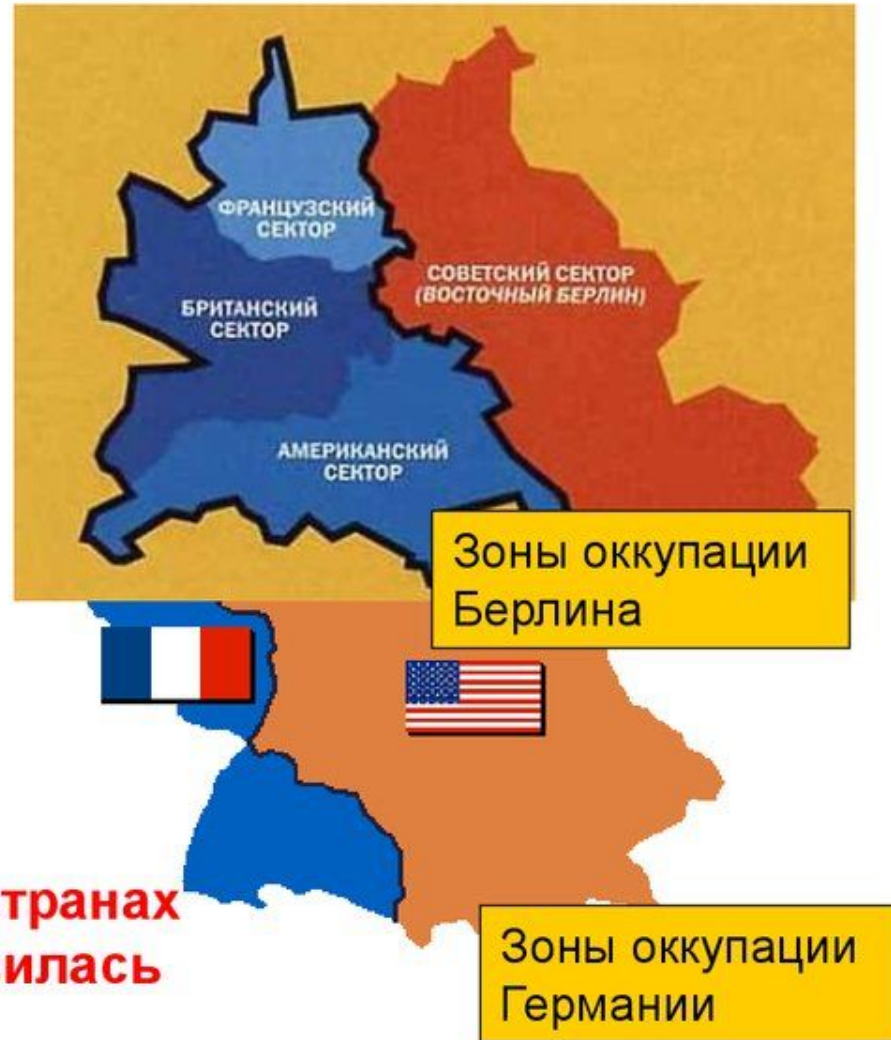 ФРАНЦУЗСКИЙ
СЕКТОР
СОВЕТСКИЙ СЕКТОР
(ВОСТОЧНЫЙ БЕРЛИН)
БРИТАНСКИЙ
СЕКТОР
АМЕРИКАНСКИЙ
СЕКТОР
Зоны оккупации
Берлина
транах
илась
Зоны оккупации
Германии